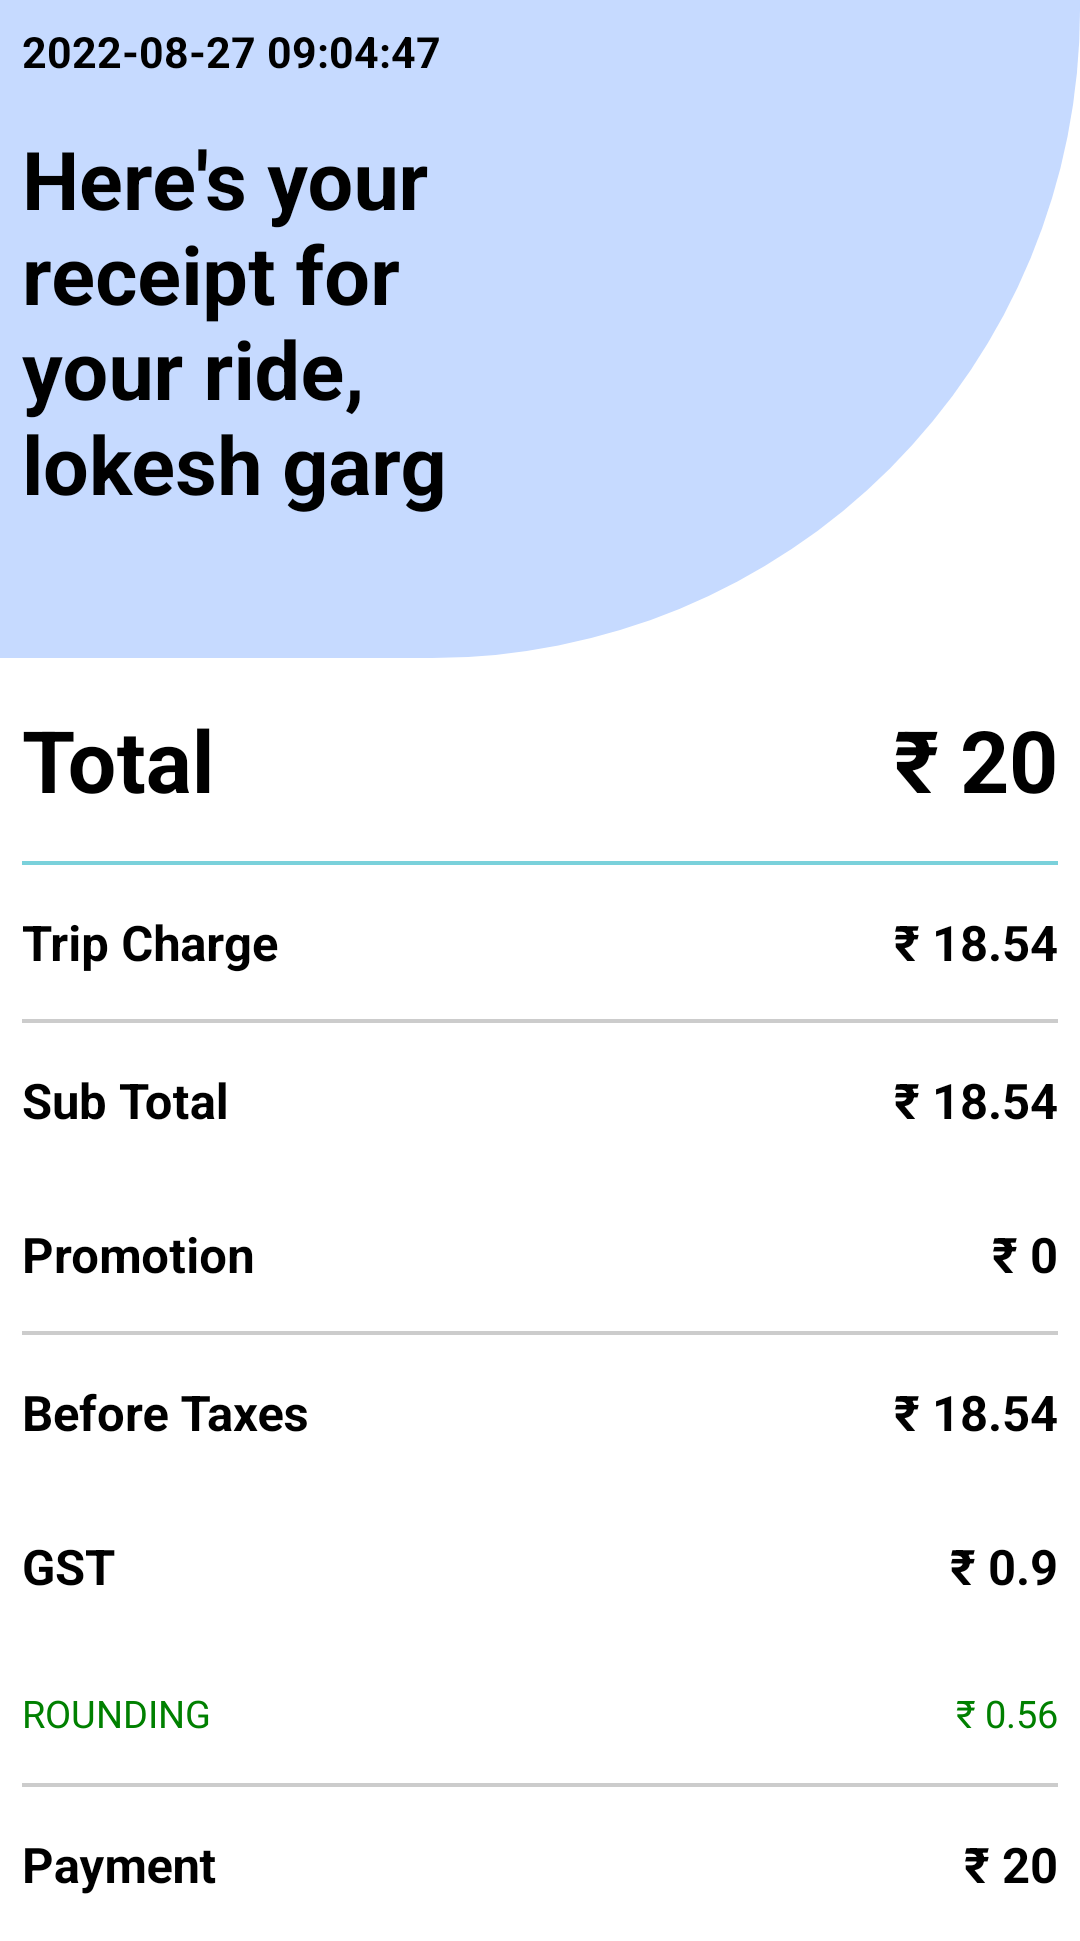 2022-08-27 09:04:47
Here's your
receipt for
your ride,
lokesh garg
Total ₹ 20
Trip Charge ₹ 18.54
Sub Total ₹ 18.54
Promotion ₹ 0
Before Taxes ₹ 18.54
GST ₹ 0.9
ROUNDING ₹ 0.56
Payment ₹ 20